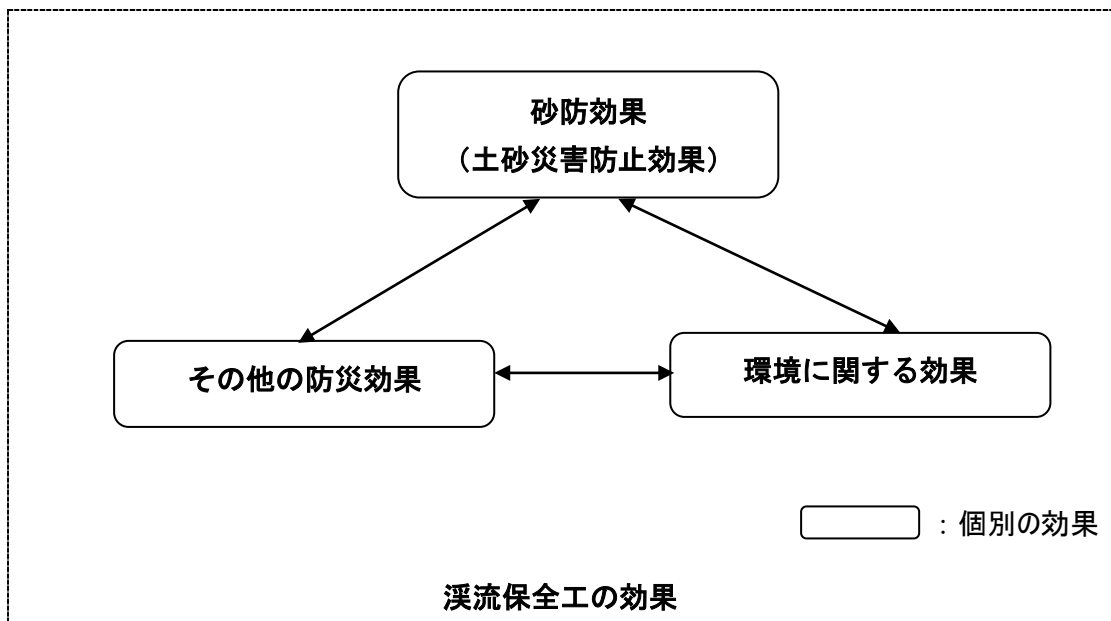 砂防効果
（土砂災害防止効果）
その他の防災効果
環境に関する効果
：個別の効果
渓流保全工の効果